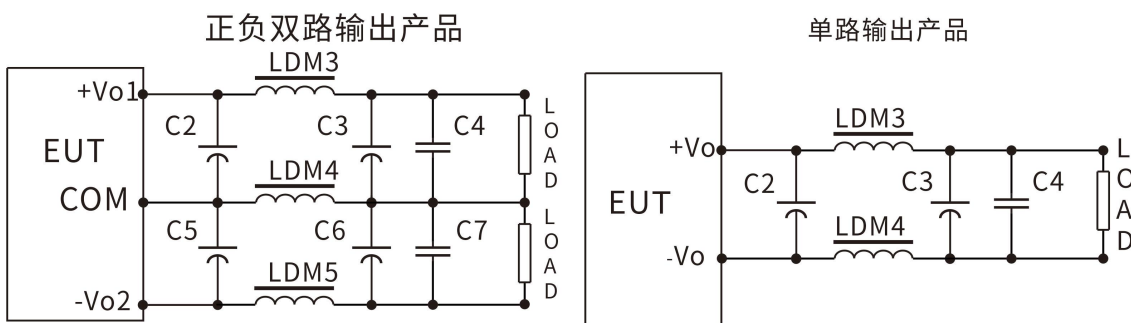 正负双路输出产品
LDM3
+Vo1
C2
C3
C4
LOAD
EUT
LDM4
COM
C5
C6
C7
LOAD
LDM5
-Vo2
单路输出产品
LDM3
+Vo
C2
C3
C4
LOAD
EUT
LDM4
-Vo